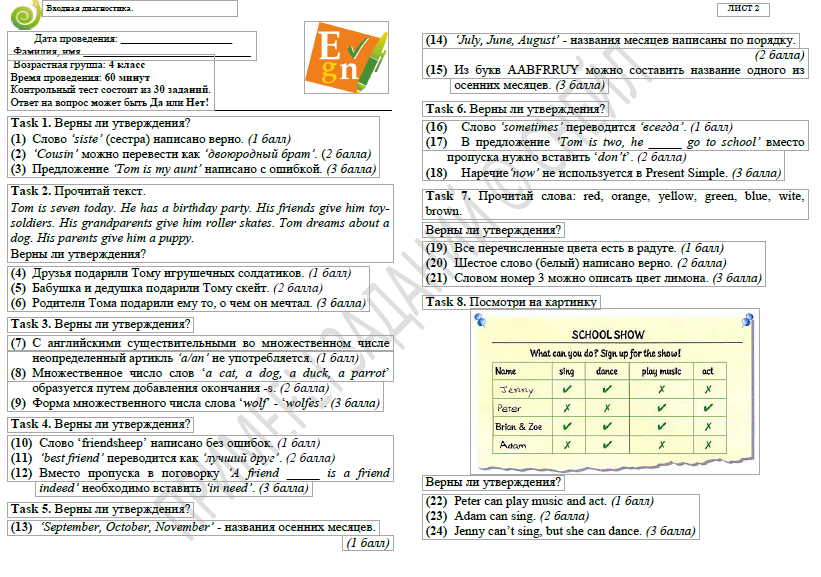 Входная диагностика.
Дата проведения: ____________________
Фамилия, имя
Возрастная группа: 4 класс
Время проведения: 60 минут
Контрольный тест состоит из 30 заданий.
Ответ на вопрос может быть Да или Нет!
E
gn
Task 1. Верны ли утверждения?
(1) Слово ‘siste’ (сестра) написано верно. (1 балл)
(2) ‘Cousin’ можно перевести как ‘двоюродный брат’. (2 балла)
(3) Предложение ‘Tom is my aunt’ написано с ошибкой. (3 балла)
Task 2. Прочитай текст.
Tom is seven today. He has a birthday party. His friends give him toy-
soldiers. His grandparents give him roller skates. Tom dreams about a
dog. His parents give him a puppy.
Верны ли утверждения?
(4) Друзья подарили Тому игрушечных солдатиков. (1 балл)
(5) Бабушка и дедушка подарили Тому скейт. (2 балла)
(6) Родители Тома подарили ему то, о чем он мечтал. (3 балла)
Task 3. Верны ли утверждения?
(7) С английскими существительными во множественном числе
неопределенный артикль ‘a/an’ не употребляется. (1 балл)
(8) Множественное число слов ‘a cat, a dog, a duck, a parrot’
образуется путем добавления окончания -s. (2 балла)
(9) Форма множественного числа слова ‘wolf’ - ‘wolfes’. (3 балла)
Task 4. Верны ли утверждения?
(10) Слово ‘friendsheep’ написано без ошибок. (1 балл)
(11) ‘best friend’ переводится как ‘лучший друг’. (2 балла)
(12) Вместо пропуска в поговорку ‘A friend _____ is a friend
indeed’ необходимо вставить ‘in need’. (3 балла)
Task 5. Верны ли утверждения?
(13) ‘September, October, November’ - названия осенних месяцев.
(1 балл)
ЛИСТ 2
(14) ‘July, June, August’ - названия месяцев написаны по порядку.
(2 балла)
(15) Из букв AABFRRUY можно составить название одного из
осенних месяцев. (3 балла)
Task 6. Верны ли утверждения?
(16) Слово ‘sometimes’ переводится ‘всегда’. (1 балл)
(17) В предложение ‘Tom is two, he _____ go to school’ вместо
пропуска нужно вставить ‘don’t’. (2 балла)
(18) Наречие ‘now’ не используется в Present Simple. (3 балла)
Task 7. Прочитай слова: red, orange, yellow, green, blue, wite,
brown.
Верны ли утверждения?
(19) Все перечисленные цвета есть в радуге. (1 балл)
(20) Шестое слово (белый) написано верно. (2 балла)
(21) Словом номер 3 можно описать цвет лимона. (3 балла)
Task 8. Посмотри на картинку
SCHOOL SHOW
What can you do? Sign up for the show!
Name sing dance play music act
Jenny ✓ ✓ ✗ ✗
Peter ✗ ✗ ✓ ✓
Brian & Zoe ✓ ✓ ✓ ✗
Adam ✗ ✓ ✗ ✗
Верны ли утверждения?
(22) Peter can play music and act. (1 балл)
(23) Adam can sing. (2 балла)
(24) Jenny can’t sing, but she can dance. (3 балла)